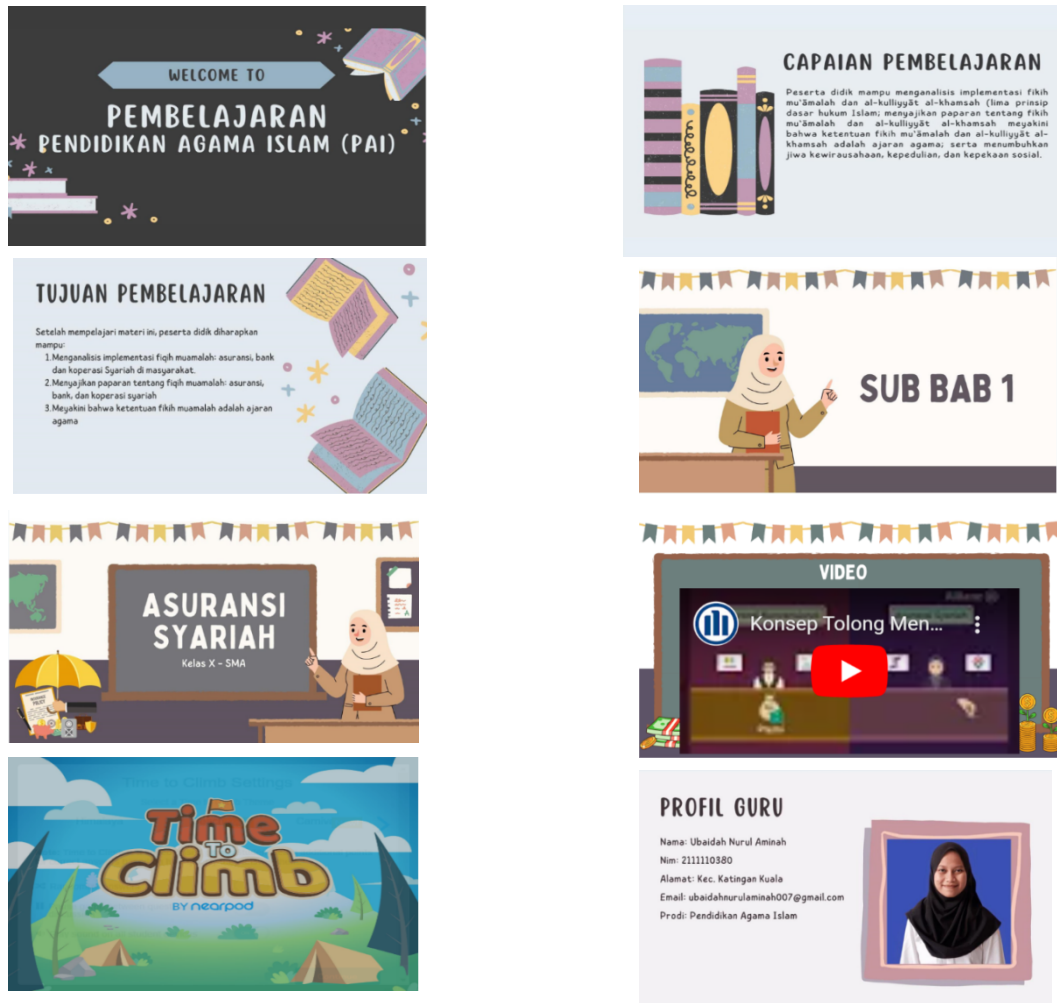 WELCOME TO
PEMBELAJARAN
PENDIDIKAN AGAMA ISLAM (PAI)
CAPAIAN PEMBELAJARAN
Peserta didik mampu menganalisis implementasi fikih
mu'āmalah dan al-kulliyyāt al-khamsah (lima prinsip
dasar hukum Islam; menyajikan paparan tentang fikih
mu'āmalah dan al-kulliyyāt al-khamsah meyakini
bahwa ketentuan fikih mu'āmalah dan al-kulliyyāt al-
khamsah adalah ajaran agama; serta menumbuhkan
jiwa kewirausahaan, kepedulian, dan kepekaan sosial.
TUJUAN PEMBELAJARAN
Setelah mempelajari materi ini, peserta didik diharapkan
mampu:
1.Menganalisis implementasi fiqih muamalah: asuransi, bank
dan koperasi Syariah di masyarakat.
2.Menyajikan paparan tentang fiqih muamalah: asuransi,
bank, dan koperasi syariah
3.Meyakini bahwa ketentuan fikih muamalah adalah ajaran
agama
SUB BAB 1
ASURANSI
SYARIAH
Kelas X - SMA
VIDEO
Konsep Tolong Men...
Time to Climb Settings
Time
TO
Climb
BY nearpod
PROFIL GURU
Nama: Ubaidah Nurul Aminah
Nim: 2111110380
Alamat: Kec. Katingan Kuala
Email: ubaidahnurulaminah007@gmail.com
Prodi: Pendidikan Agama Islam